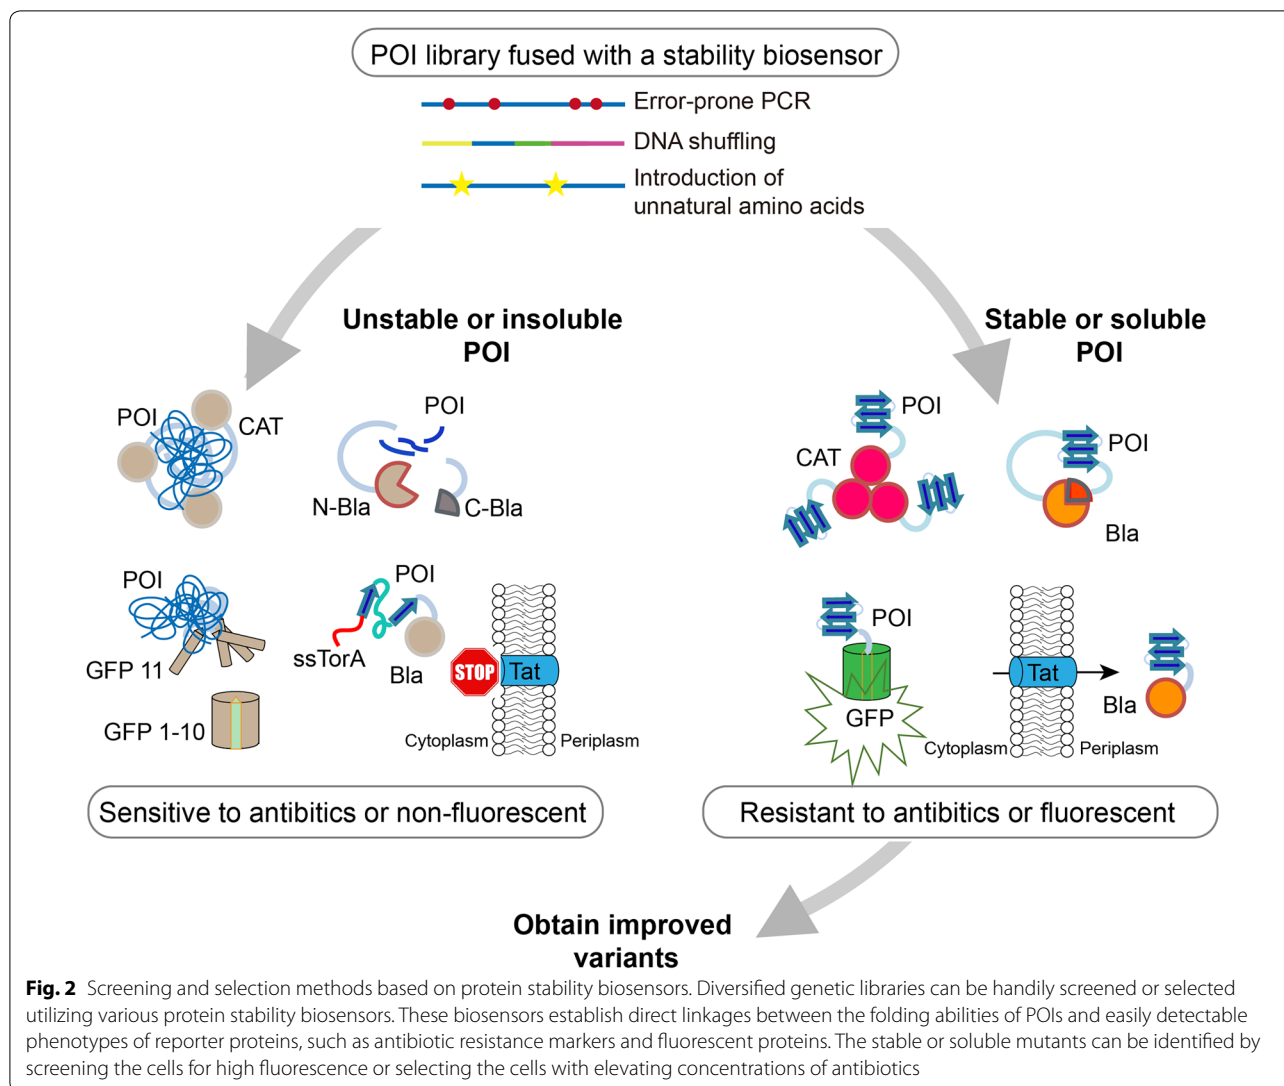 POI library fused with a stability biosensor
Error-prone PCR
DNA shuffling
Introduction of
unnatural amino acids
Unstable or insoluble
POI
Stable or soluble
POI
POI
CAT
POI
N-Bla
C-Bla
POI
GFP 11
GFP 1-10
POI
ssTorA
Bla
STOP
Tat
Cytoplasm
Periplasm
POI
CAT
POI
Bla
POI
GFP
Tat
Bla
Cytoplasm
Periplasm
Sensitive to antibitics or non-fluorescent
Resistant to antibitics or fluorescent
Obtain improved
variants
Fig. 2 Screening and selection methods based on protein stability biosensors. Diversified genetic libraries can be handily screened or selected
utilizing various protein stability biosensors. These biosensors establish direct linkages between the folding abilities of POIs and easily detectable
phenotypes of reporter proteins, such as antibiotic resistance markers and fluorescent proteins. The stable or soluble mutants can be identified by
screening the cells for high fluorescence or selecting the cells with elevating concentrations of antibiotics